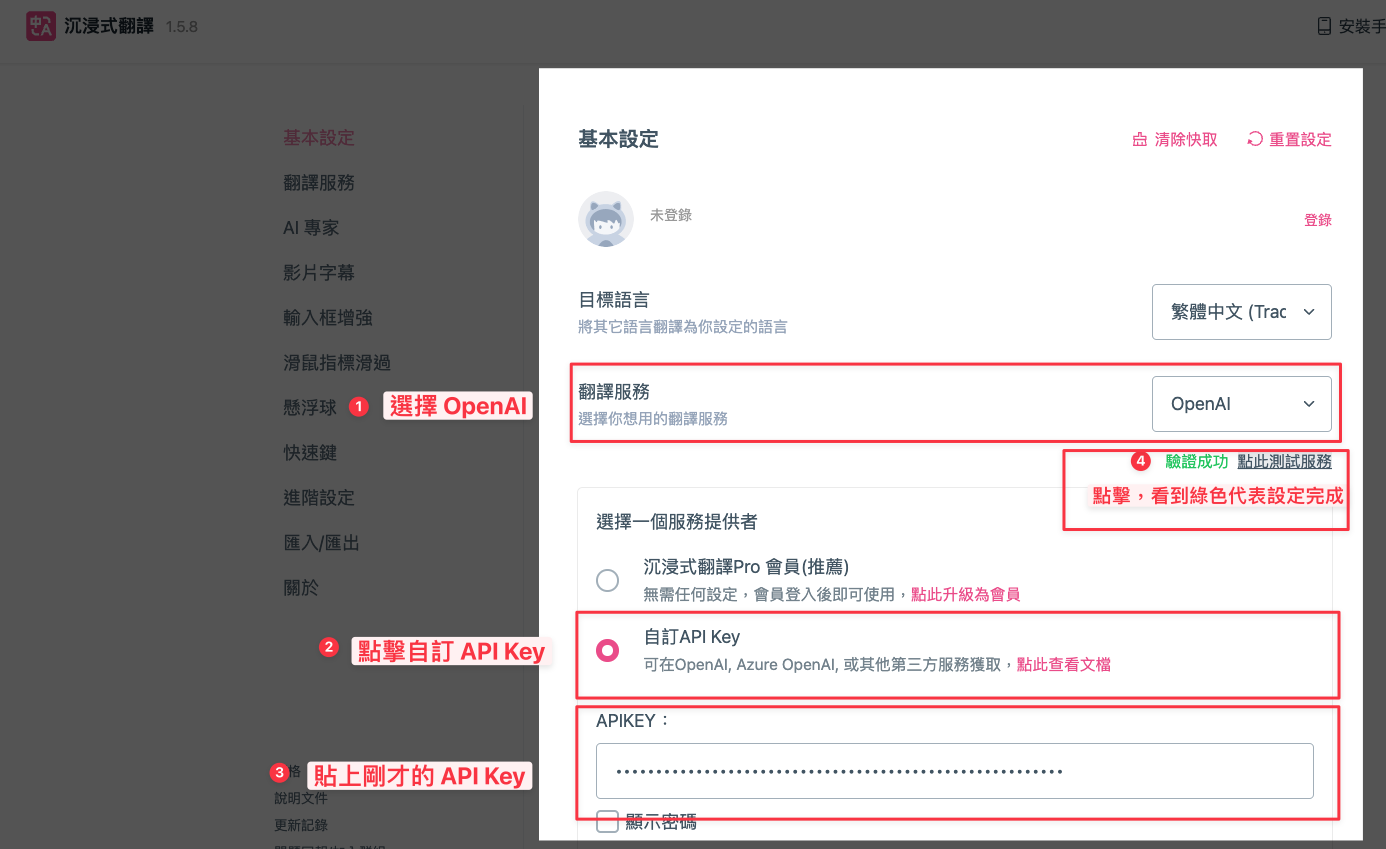 沉浸式翻譯 1.5.8
安裝手
基本設定
翻譯服務
AI 專家
影片字幕
輸入框增強
滑鼠指標滑過
懸浮球
快速鍵
進階設定
匯入/匯出
關於
格
說明文件
更新記錄
1 選擇 OpenAI
2 點擊自訂 API Key
3 貼上剛才的 API Key
基本設定
清除快取
重置設定
未登錄
登錄
目標語言
將其它語言翻譯為你設定的語言
繁體中文 (Trac
翻譯服務
選擇你想用的翻譯服務
OpenAI
4 驗證成功 點此測試服務
點擊，看到綠色代表設定完成
選擇一個服務提供者
沉浸式翻譯Pro 會員(推薦)
無需任何設定，會員登入後即可使用，點此升級為會員
自訂API Key
可在OpenAI, Azure OpenAI, 或其他第三方服務獲取，點此查看文檔
APIKEY：
顯示密碼